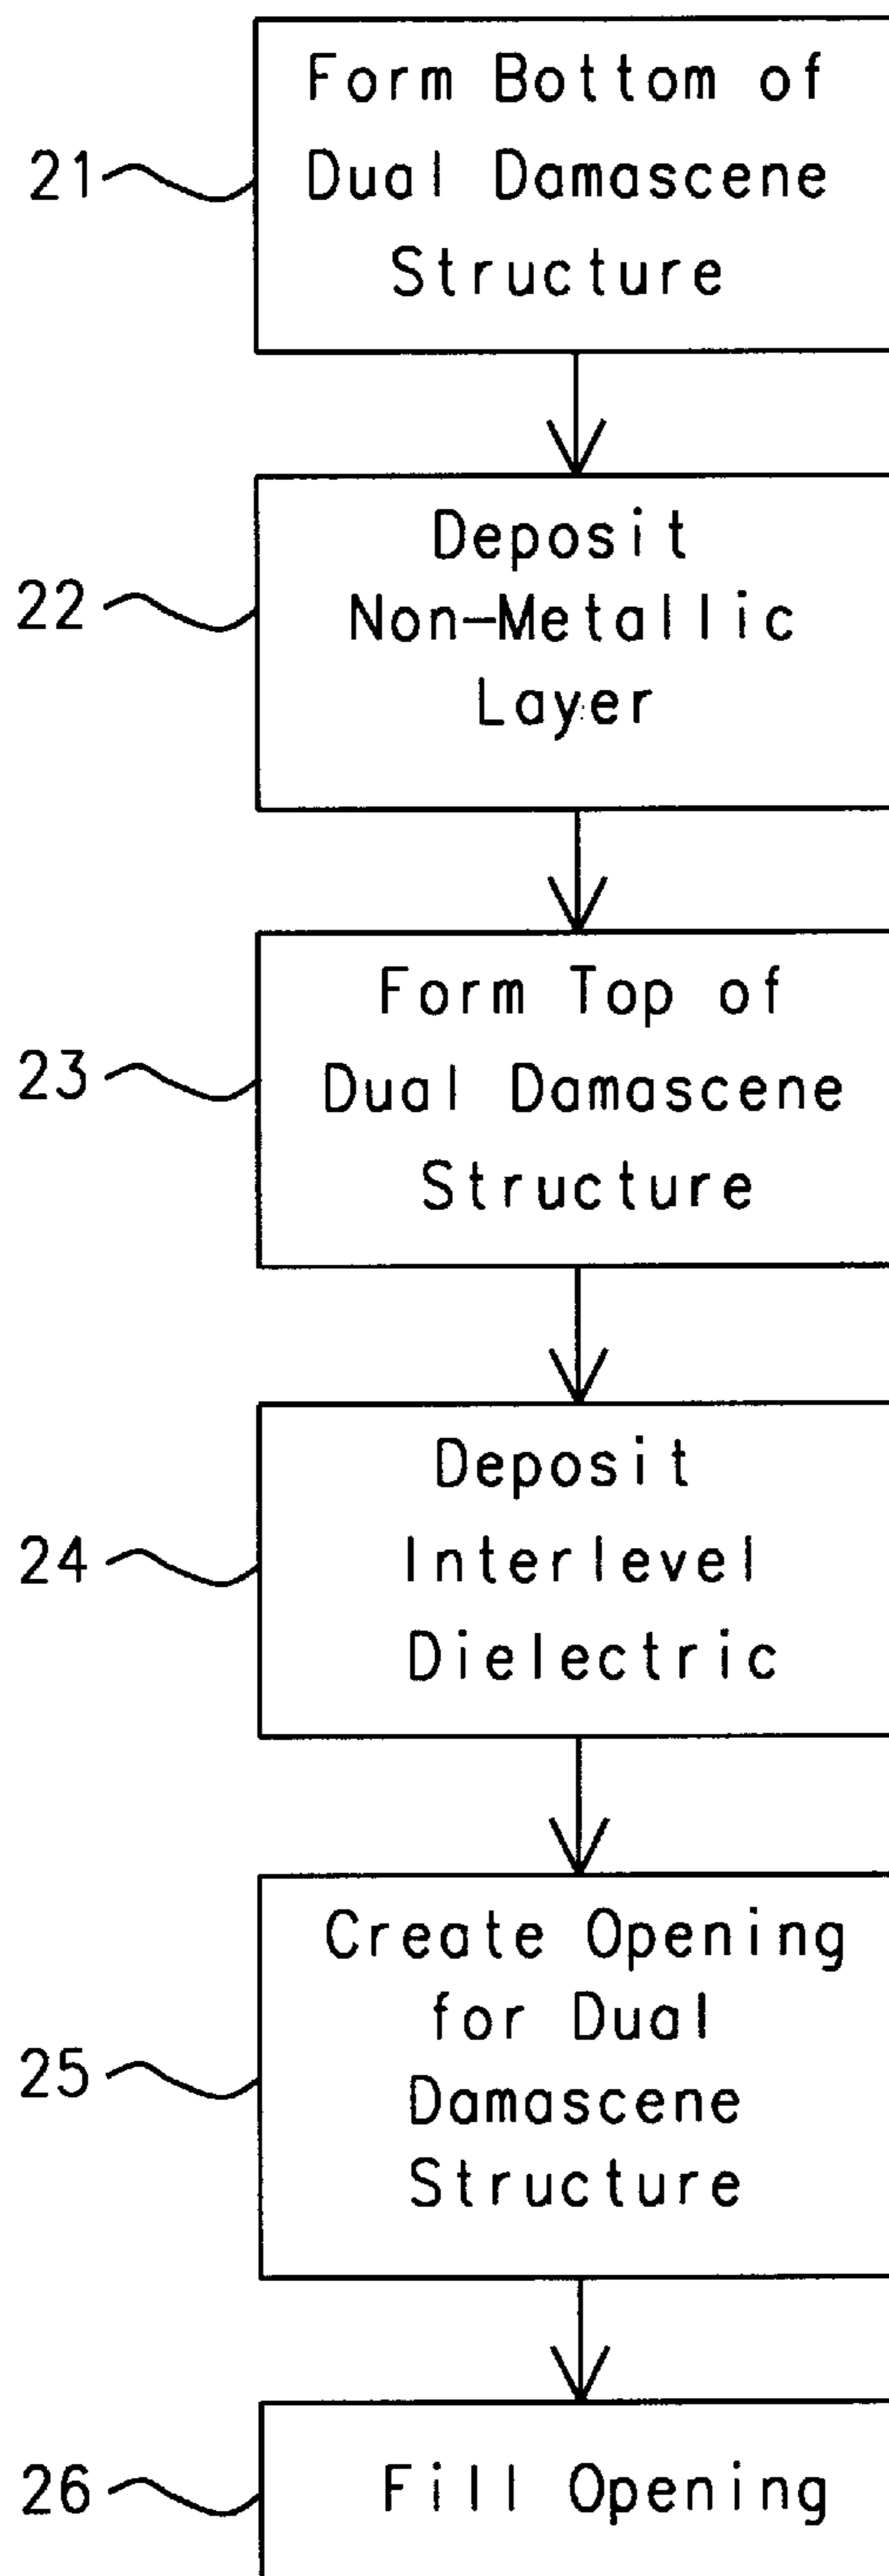 Form Bottom of
21 Dual Damascene
Structure
Deposit
22 Non-Metallic
Layer
Form Top of
23 Dual Damascene
Structure
Deposit
24 Interlevel
Dielectric
Create Opening
for Dual
25 Damascene
Structure
26 Fill Opening